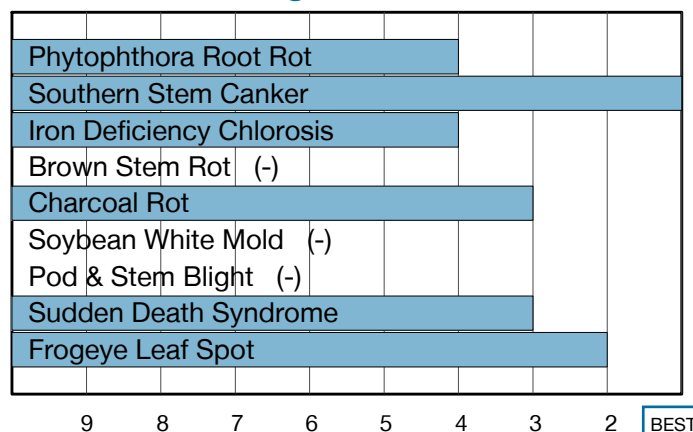 Phytophthora Root Rot
Southern Stem Canker
Iron Deficiency Chlorosis
Brown Stem Rot (-)
Charcoal Rot
Soybean White Mold (-)
Pod & Stem Blight (-)
Sudden Death Syndrome
Frogeye Leaf Spot
9 8 7 6 5 4 3 2 BEST